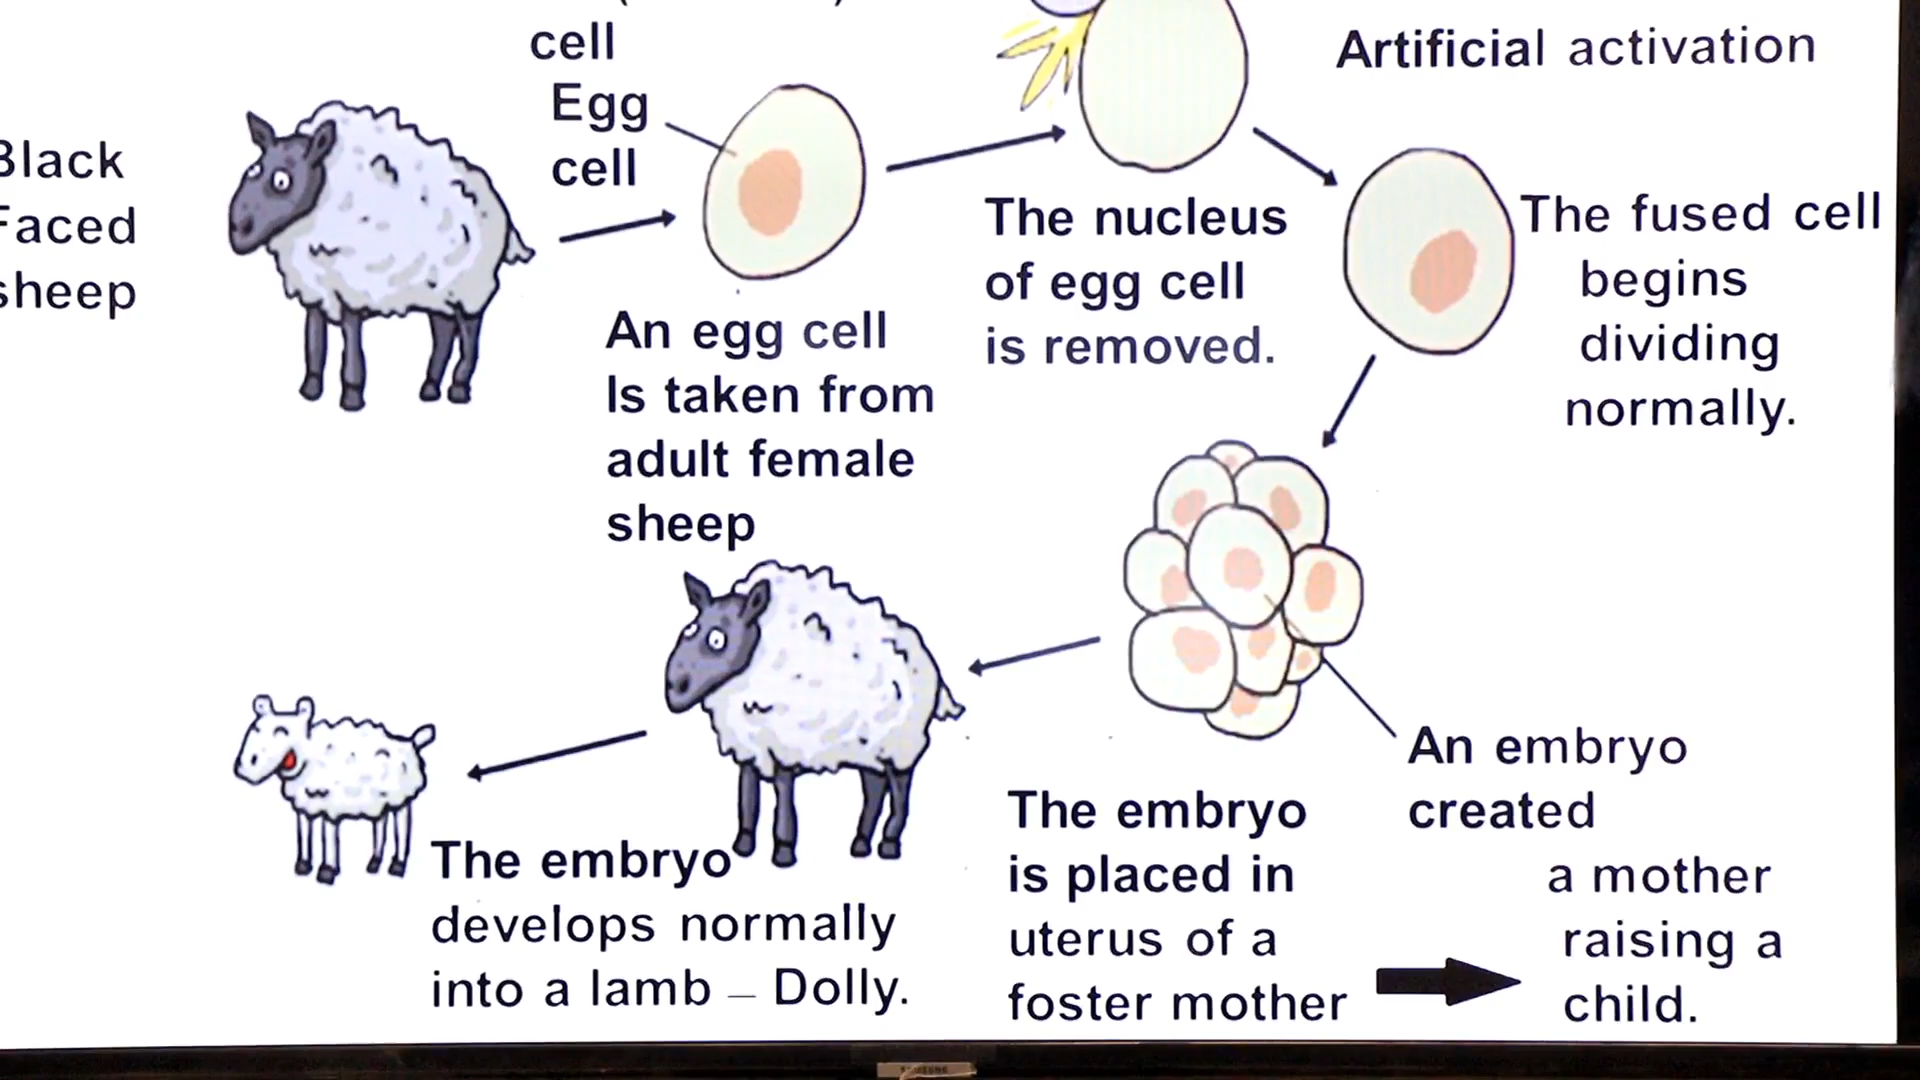 cell
Egg
cell
Artificial activation
Black
Faced
sheep
The nucleus
of egg cell
is removed.
The fused cell
begins
dividing
normally.
An egg cell
Is taken from
adult female
sheep
An embryo
created
The embryo
is placed in
uterus of a
foster mother
a mother
raising a
child.
The embryo
develops normally
into a lamb – Dolly.
SAMSUNG